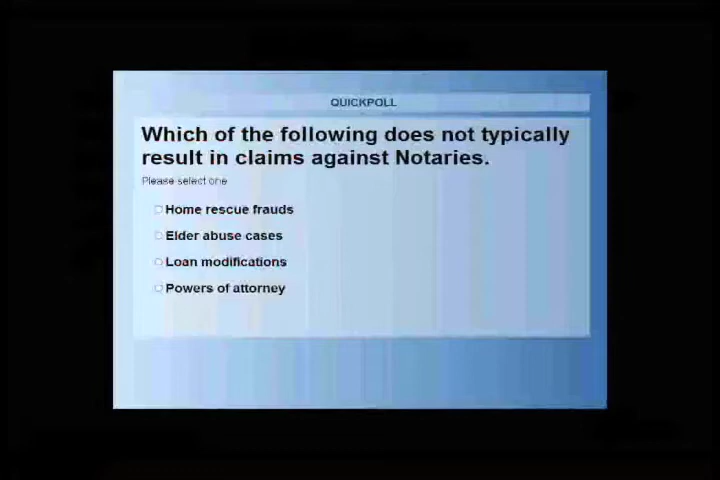 QUICKPOLL
Which of the following does not typically
result in claims against Notaries.
Please select one
Home rescue frauds
Elder abuse cases
Loan modifications
Powers of attorney